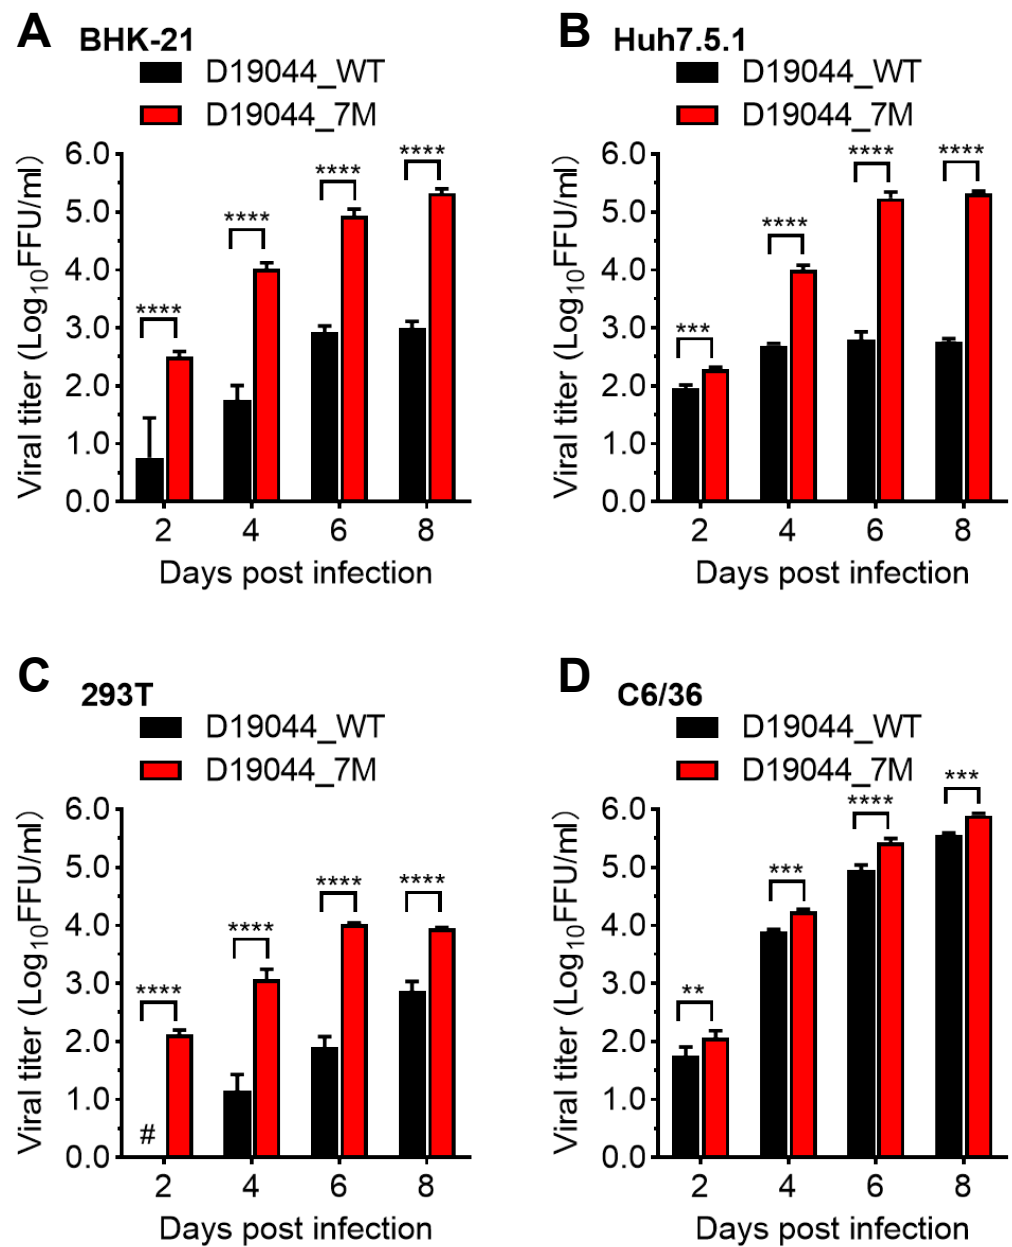 A BHK-21
D19044_WT
D19044_7M
Viral titer (Log10FFU/ml)
6.0
5.0
4.0
3.0
2.0
1.0
0.0
****
****
****
****
2 4 6 8
Days post infection
B Huh7.5.1
D19044_WT
D19044_7M
Viral titer (Log10FFU/ml)
6.0
5.0
4.0
3.0
2.0
1.0
0.0
***
****
****
****
2 4 6 8
Days post infection
C 293T
D19044_WT
D19044_7M
Viral titer (Log10FFU/ml)
6.0
5.0
4.0
3.0
2.0
1.0
0.0
****
****
****
****
#
2 4 6 8
Days post infection
D C6/36
D19044_WT
D19044_7M
Viral titer (Log10FFU/ml)
6.0
5.0
4.0
3.0
2.0
1.0
0.0
**
***
****
***
2 4 6 8
Days post infection